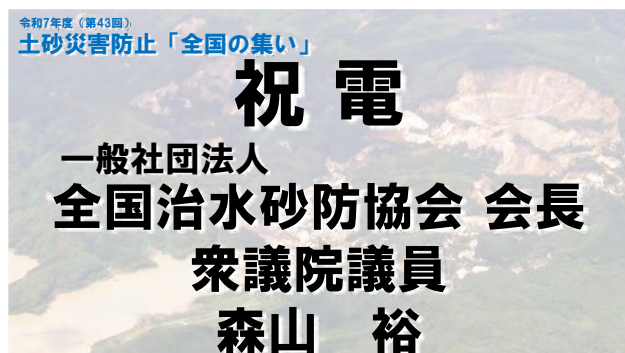 令和7年度（第43回）
土砂災害防止「全国の集い」
祝 電
一般社団法人
全国治水砂防協会 会長
衆議院議員
森山 裕